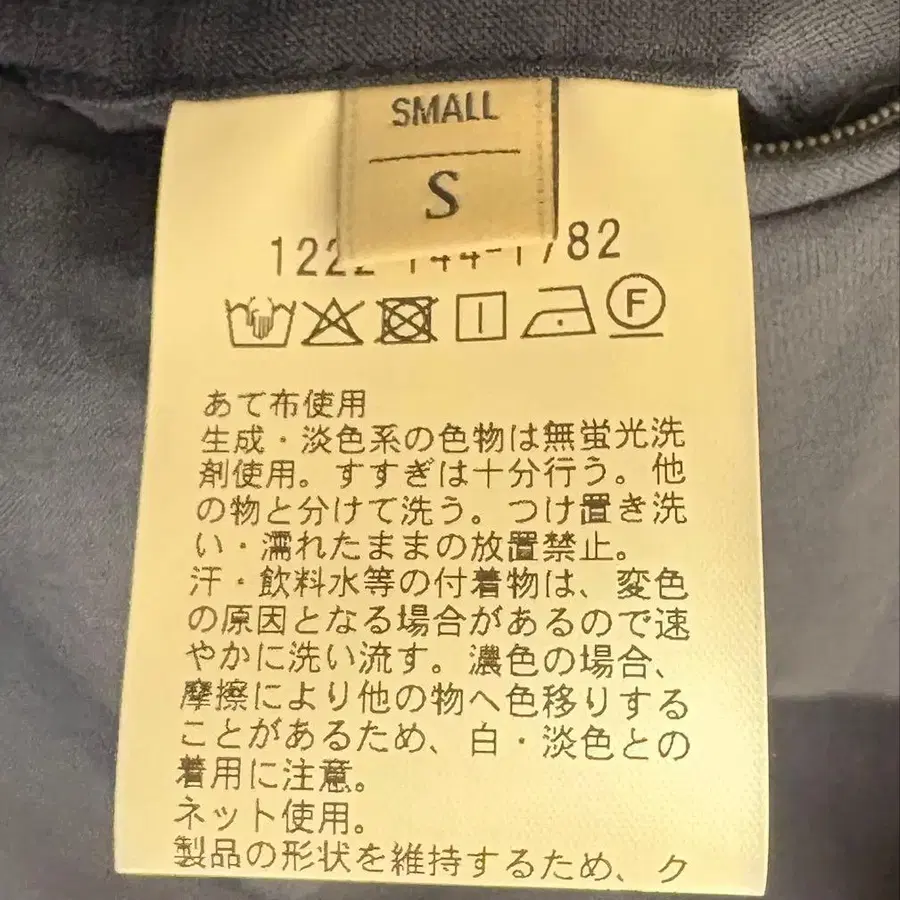 SMALL
S
1222 144-1782
F
あて布使用
生成・淡色系の色物は無蛍光洗
剤使用。すすぎは十分行う。他
の物と分けて洗う。つけ置き洗
い・濡れたままの放置禁止。
汗・飲料水等の付着物は、変色
の原因となる場合があるので速
やかに洗い流す。濃色の場合、
摩擦により他の物へ色移りする
ことがあるため、白・淡色との
着用に注意。
ネット使用。
製品の形状を維持するため、ク